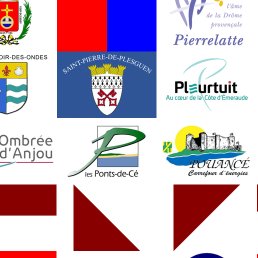 l'âme
de la Drôme
provençale
Pierrelatte
OIR-DES-ONDES
SAINT-PIERRE-DE-PLESGUEN
Pleurtuit
Au cœur de la Côte d'Emeraude
Ombrée
d'Anjou
les Ponts-de-Cé
POUANCÉ
Carrefour d'énergies